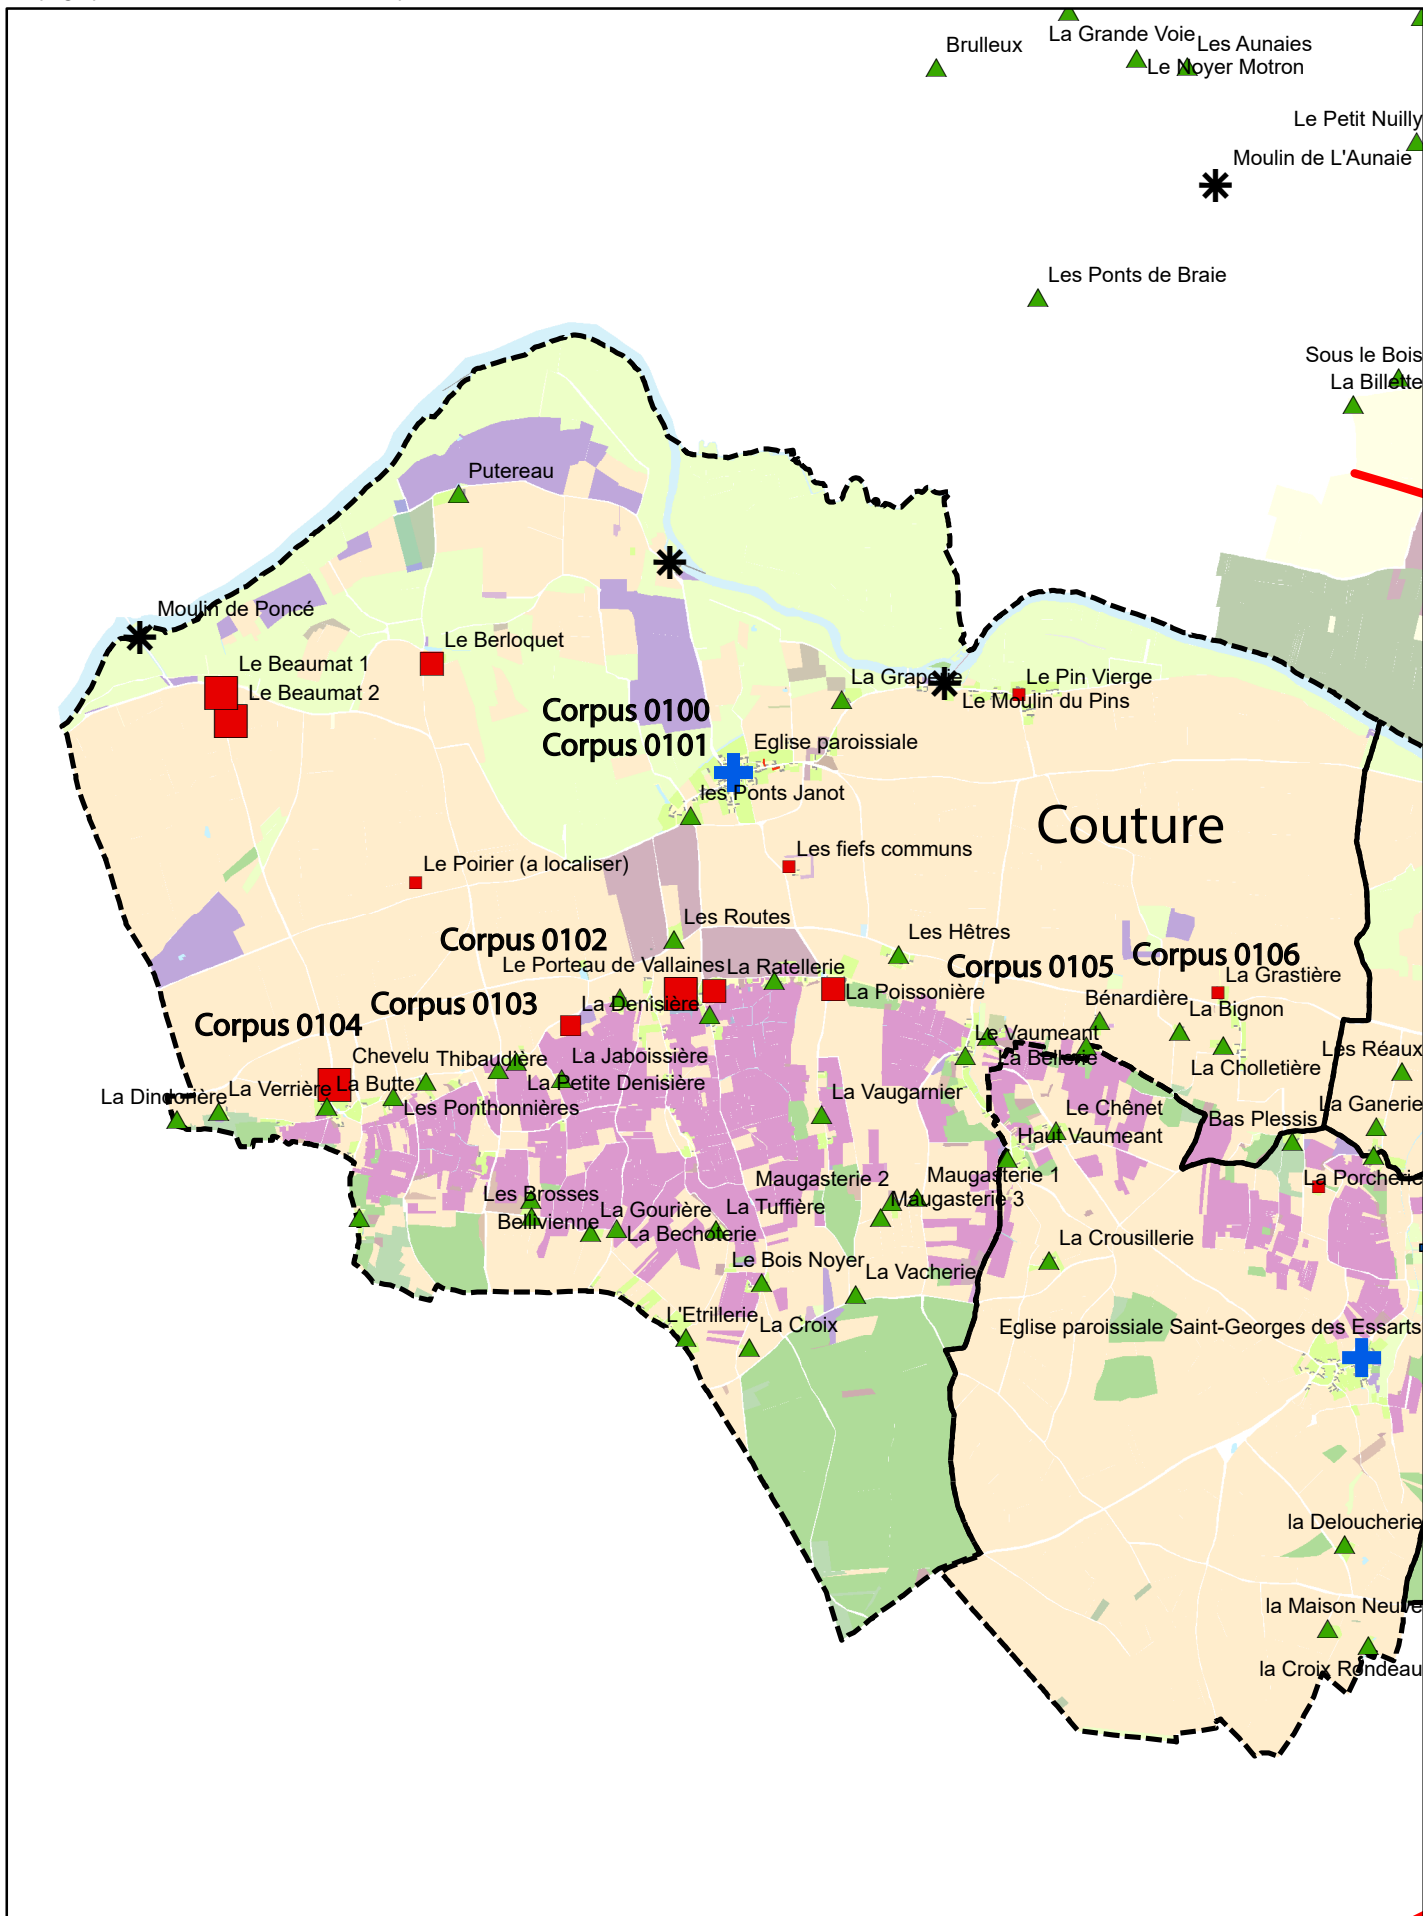 La Grande Voie
Brulleux
Les Aunaies
Le Noyer Motron
Le Petit Nuilly
Moulin de L'Aunaie
Les Ponts de Braie
Sous le Bois
La Billette
Putereau
Moulin de Poncé
Le Berloquet
Le Beaumat 1
Le Beaumat 2
La Graperie
Le Pin Vierge
Le Moulin du Pins
Corpus 0100
Corpus 0101
Eglise paroissiale
les Ponts Janot
Couture
Les fiefs communs
Le Poirier (a localiser)
Les Routes
Les Hêtres
Corpus 0102
Corpus 0106
Corpus 0105
Le Porteau de Vallaines
La Ratellerie
La Grastière
La Poissonière
Corpus 0103
La Denisière
Bénardière
La Bignon
Corpus 0104
Le Vaumeant
Les Réaux
Chevelu
Thibaudière
La Jaboissière
La Bellerie
La Cholletière
La Verrière
La Butte
La Petite Denisière
La Dindonière
Les Ponthonnières
La Vaugarnier
Le Chênet
La Ganerie
Bas Plessis
Haut Vaumeant
Maugasterie 2
Maugasterie 1
La Porcherie
Les Brosses
Maugasterie 3
La Gourière
La Tuffière
Bellivienne
La Bechoterie
La Crousillerie
Le Bois Noyer
La Vacherie
L'Etrillerie
La Croix
Eglise paroissiale Saint-Georges des Essarts
la Deloucherie
la Maison Neuve
la Croix Rondeau